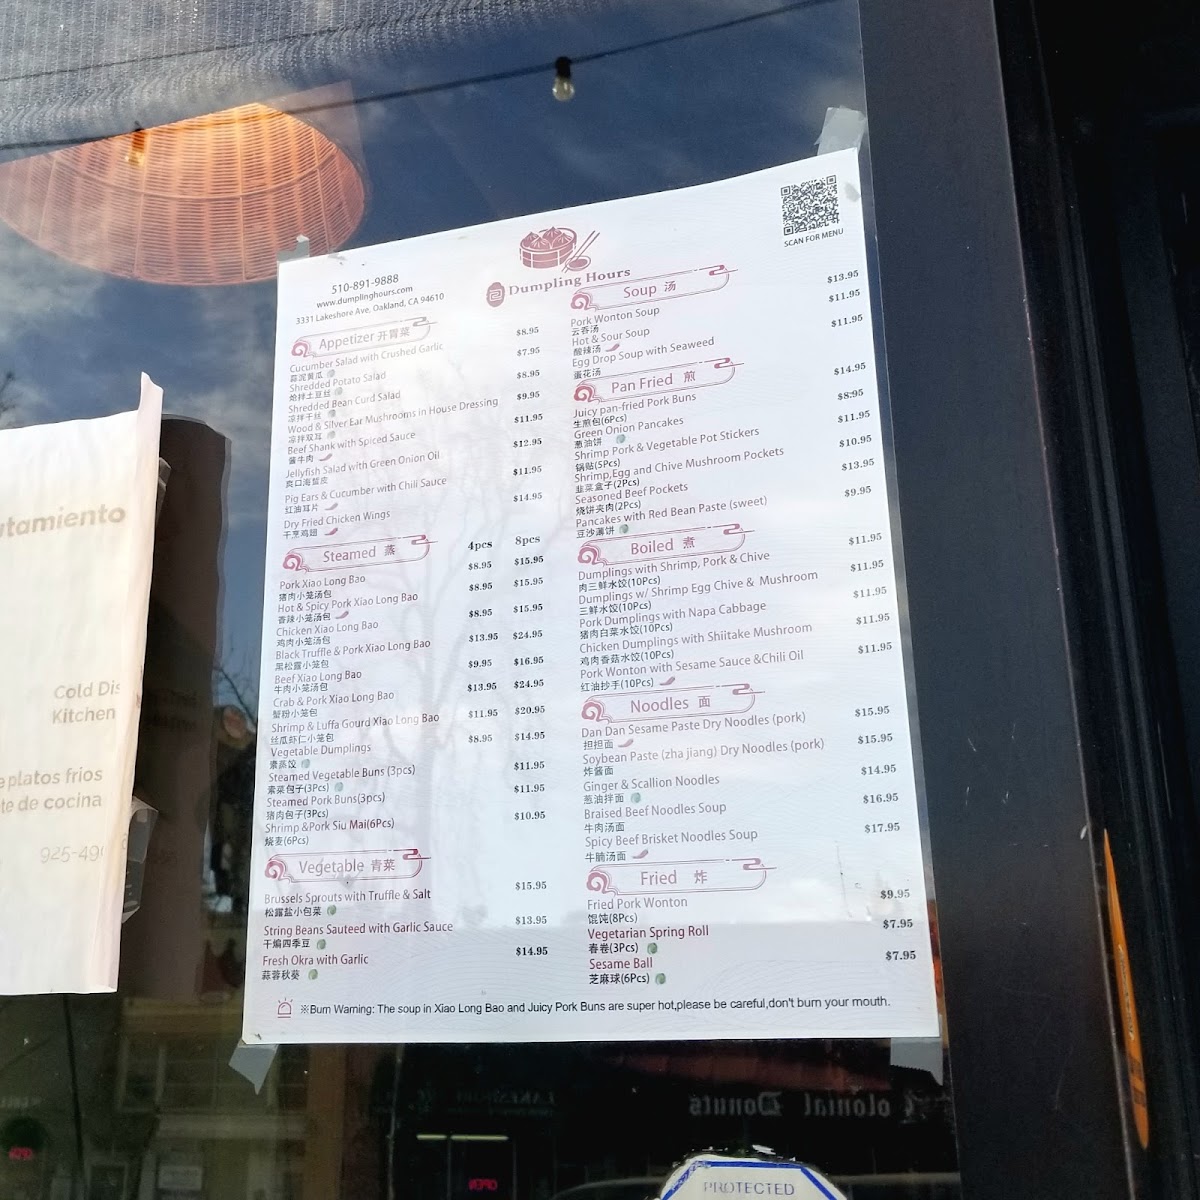 510-891-9888
www.dumplinghours.com
3331 Lakeshore Ave, Oakland, CA 94610
Dumpling Hours
SCAN FOR MENU
Appetizer 开胃菜
Cucumber Salad with Crushed Garlic $8.95
蒜泥黄瓜
Shredded Potato Salad $7.95
炝拌土豆丝
Shredded Bean Curd Salad $8.95
凉拌干丝
Wood & Silver Ear Mushrooms in House Dressing $9.95
凉拌双耳
Beef Shank with Spiced Sauce $11.95
酱牛肉
Jellyfish Salad with Green Onion Oil $12.95
爽口海蜇皮
Pig Ears & Cucumber with Chili Sauce $11.95
红油耳片
Dry Fried Chicken Wings $14.95
干烹鸡翅
Steamed 蒸 4pcs 8pcs
Pork Xiao Long Bao $8.95 $15.95
猪肉小笼汤包
Hot & Spicy Pork Xiao Long Bao $8.95 $15.95
香辣小笼汤包
Chicken Xiao Long Bao $8.95 $15.95
鸡肉小笼汤包
Black Truffle & Pork Xiao Long Bao $13.95 $24.95
黑松露小笼包
Beef Xiao Long Bao $9.95 $16.95
牛肉小笼汤包
Crab & Pork Xiao Long Bao $13.95 $24.95
蟹粉小笼包
Shrimp & Luffa Gourd Xiao Long Bao $11.95 $20.95
丝瓜虾仁小笼包
Vegetable Dumplings $8.95 $14.95
素蒸饺
Steamed Vegetable Buns (3pcs) $11.95
素菜包子(3Pcs)
Steamed Pork Buns(3pcs) $11.95
猪肉包子(3Pcs)
Shrimp &Pork Siu Mai(6Pcs) $10.95
烧麦(6Pcs)
Vegetable 青菜
Brussels Sprouts with Truffle & Salt $15.95
松露盐小包菜
String Beans Sauteed with Garlic Sauce $13.95
干煸四季豆
Fresh Okra with Garlic $14.95
蒜蓉秋葵
Soup 汤
Pork Wonton Soup $13.95
云吞汤
Hot & Sour Soup $11.95
酸辣汤
Egg Drop Soup with Seaweed $11.95
蛋花汤
Pan Fried 煎
Juicy pan-fried Pork Buns $14.95
生煎包(6Pcs)
Green Onion Pancakes $8.95
葱油饼
Shrimp Pork & Vegetable Pot Stickers $11.95
锅贴(5Pcs)
Shrimp,Egg and Chive Mushroom Pockets $10.95
韭菜盒子(2Pcs)
Seasoned Beef Pockets $13.95
烧饼夹肉(2Pcs)
Pancakes with Red Bean Paste (sweet) $9.95
豆沙薄饼
Boiled 煮
Dumplings with Shrimp, Pork & Chive $11.95
肉三鲜水饺(10Pcs)
Dumplings w/ Shrimp Egg Chive & Mushroom $11.95
三鲜水饺(10Pcs)
Pork Dumplings with Napa Cabbage $11.95
猪肉白菜水饺(10Pcs)
Chicken Dumplings with Shiitake Mushroom $11.95
鸡肉香菇水饺(10Pcs)
Pork Wonton with Sesame Sauce &Chili Oil $11.95
红油抄手(10Pcs)
Noodles 面
Dan Dan Sesame Paste Dry Noodles (pork) $15.95
担担面
Soybean Paste (zha jiang) Dry Noodles (pork) $15.95
炸酱面
Ginger & Scallion Noodles $14.95
葱油拌面
Braised Beef Noodles Soup $16.95
牛肉汤面
Spicy Beef Brisket Noodles Soup $17.95
牛腩汤面
Fried 炸
Fried Pork Wonton $9.95
馄饨(8Pcs)
Vegetarian Spring Roll $7.95
春卷(3Pcs)
Sesame Ball $7.95
芝麻球(6Pcs)
※Burn Warning: The soup in Xiao Long Bao and Juicy Pork Buns are super hot,please be careful,don't burn your mouth.
utamiento
Cold Dis
Kitchen
e platos frios
te de cocina
925-49
Colonial Donuts
OPEN
PROTECTED